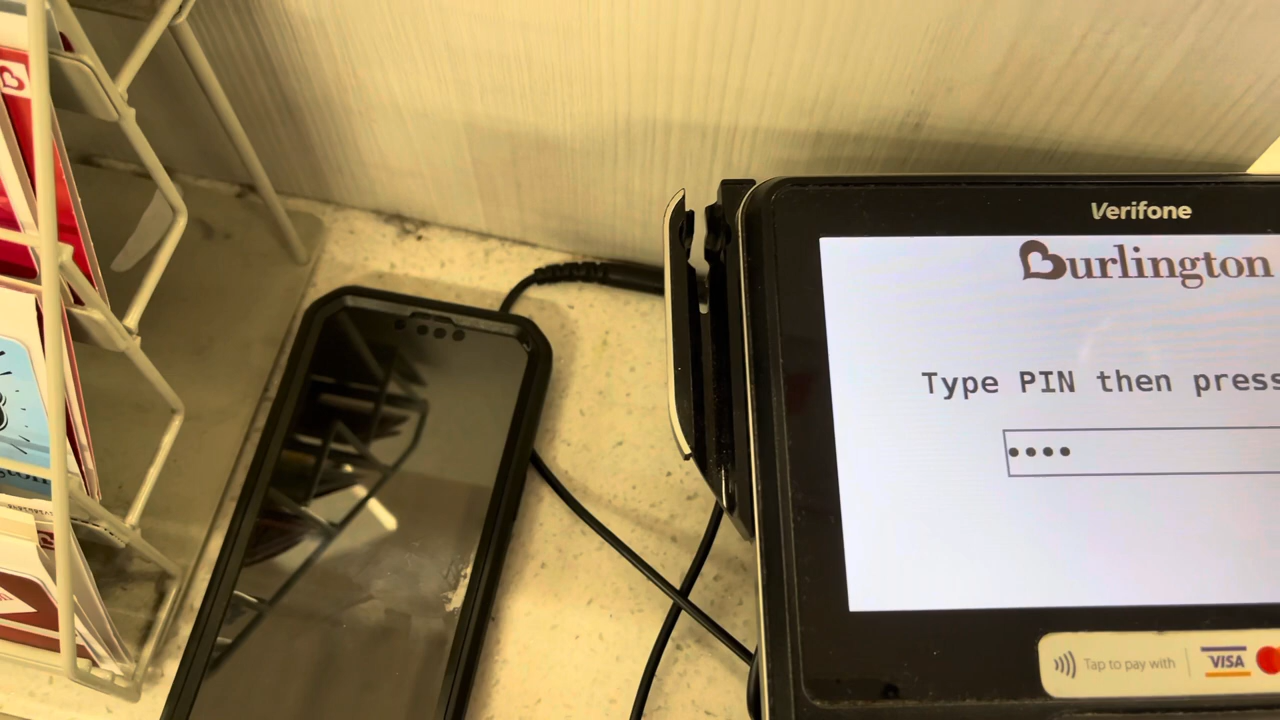 Verifone
Burlington
Type PIN then press
••••
Tap to pay with
VISA